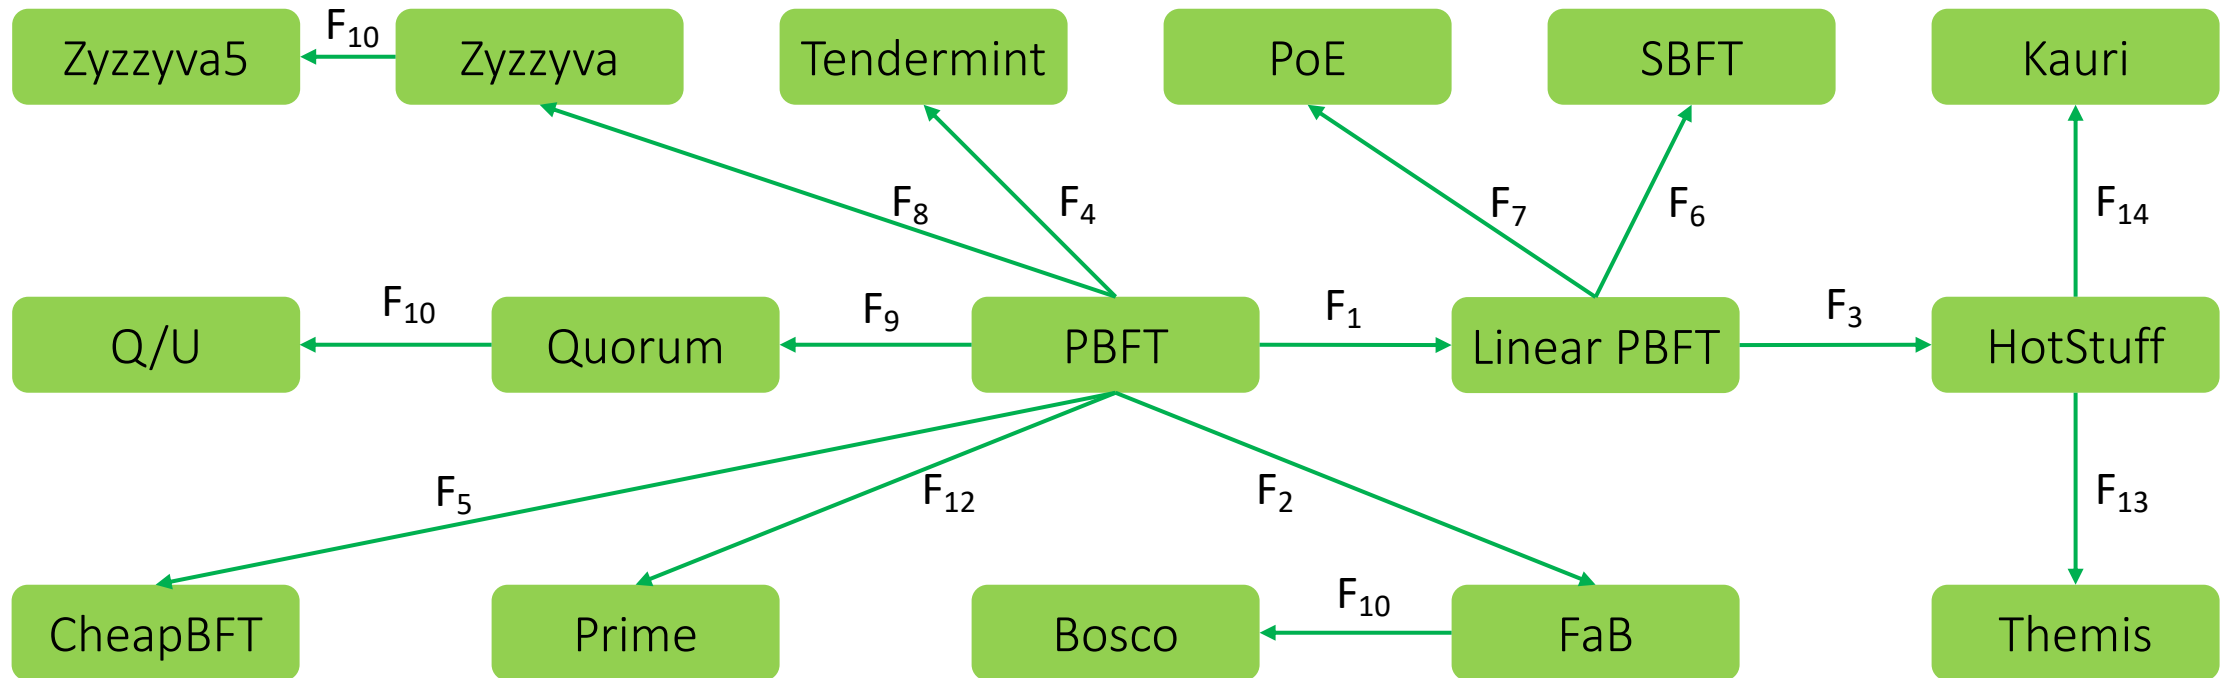 Zyzzyva5
F₁₀
Zyzzyva
Tendermint
PoE
SBFT
Kauri
F₈
F₄
F₇
F₆
F₁₄
Q/U
F₁₀
Quorum
F₉
PBFT
F₁
Linear PBFT
F₃
HotStuff
F₅
F₁₂
F₂
F₁₃
CheapBFT
Prime
Bosco
F₁₀
FaB
Themis